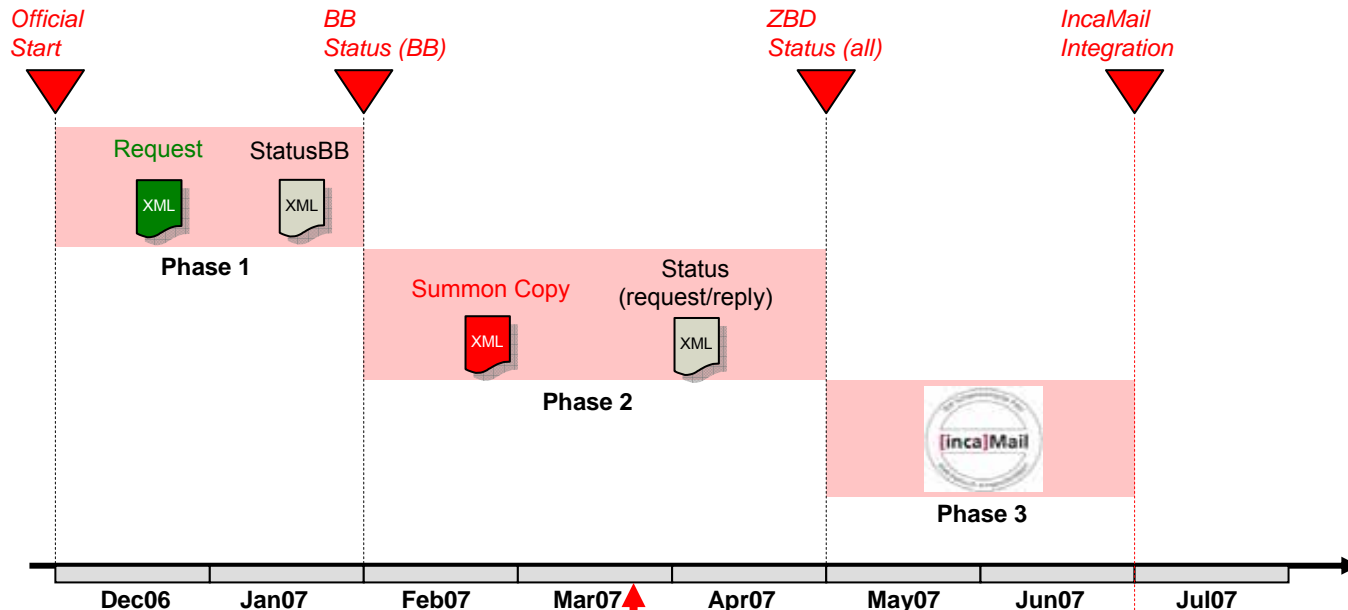 Official
Start
BB
Status (BB)
ZBD
Status (all)
IncaMail
Integration
Request
StatusBB
XML
XML
Phase 1
Summon Copy
Status
(request/reply)
XML
XML
Phase 2
[inca]Mail
Phase 3
Dec06
Jan07
Feb07
Mar07
Apr07
May07
Jun07
Jul07